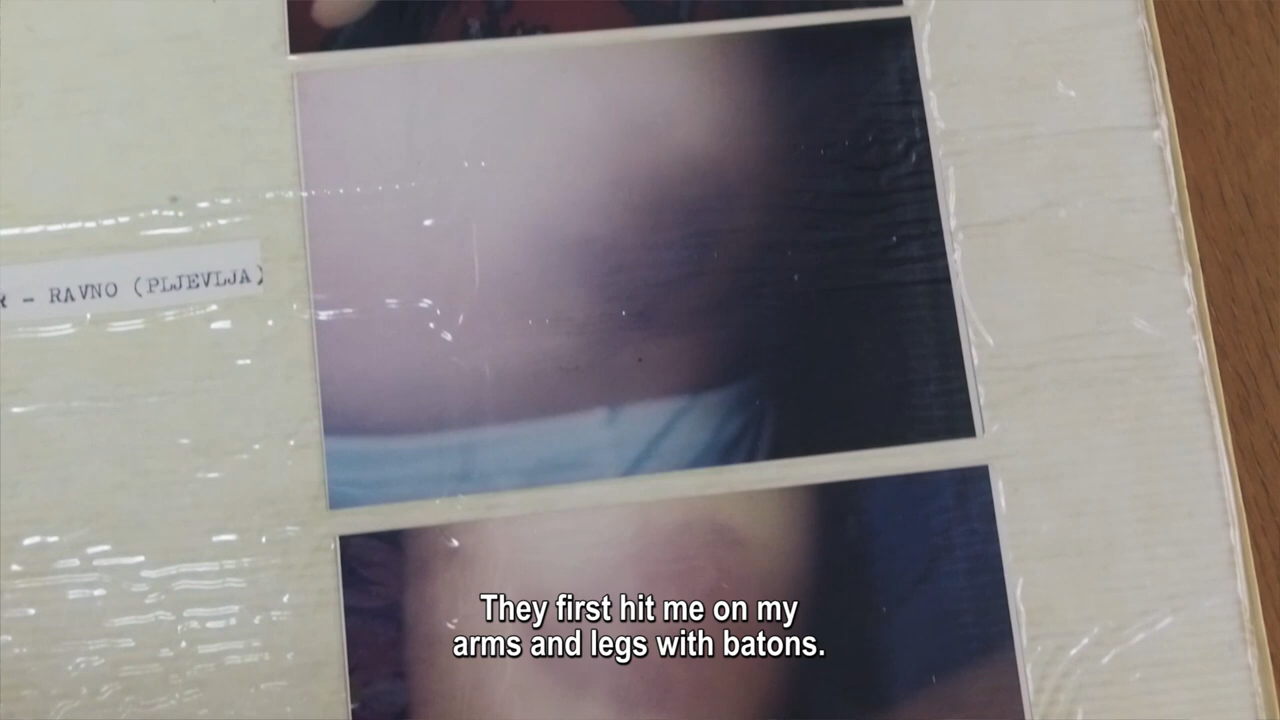 - RAVNO (PLJEVLJA)
They first hit me on my
arms and legs with batons.